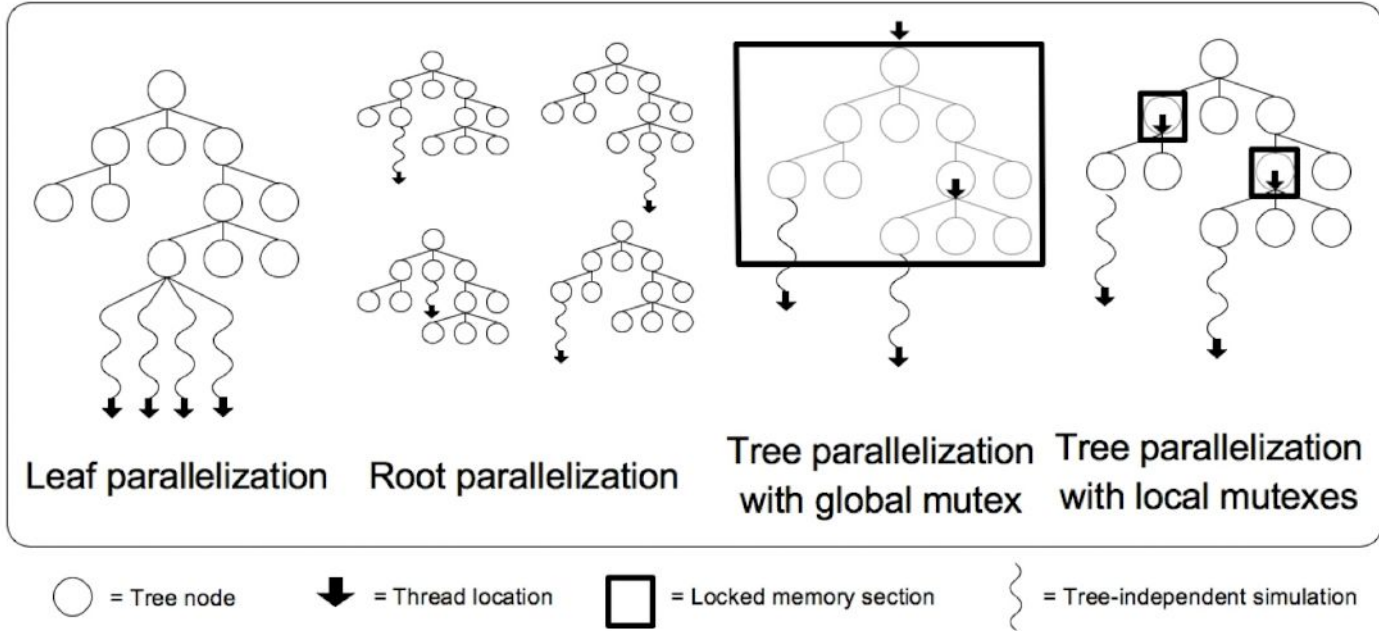 Leaf parallelization
Root parallelization
Tree parallelization
with global mutex
Tree parallelization
with local mutexes
= Tree node
= Thread location
= Locked memory section
= Tree-independent simulation